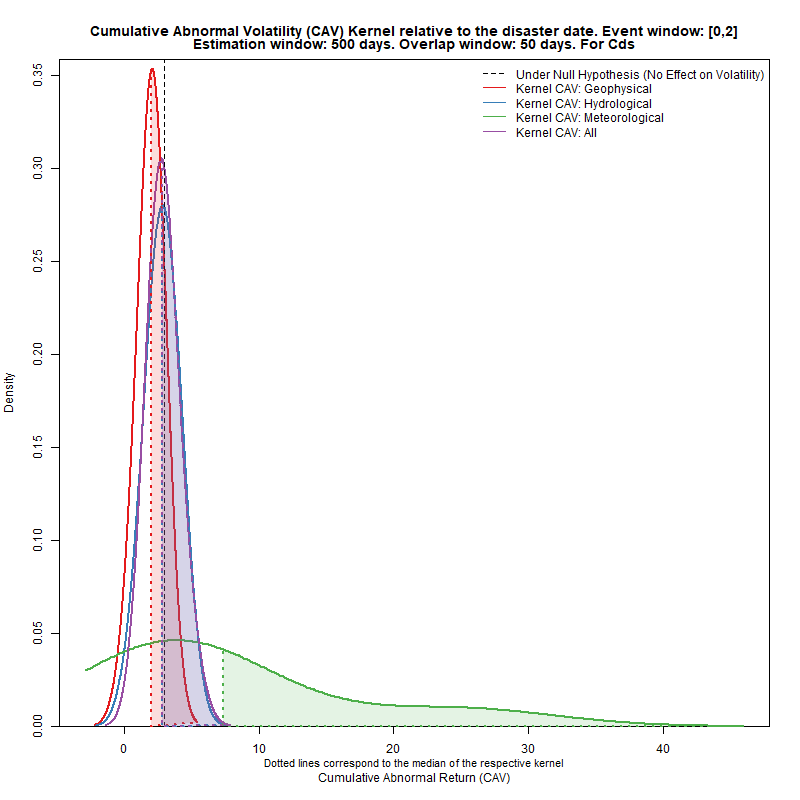 Cumulative Abnormal Volatility (CAV) Kernel relative to the disaster date. Event window: [0,2]
Estimation window: 500 days. Overlap window: 50 days. For Cds
Under Null Hypothesis (No Effect on Volatility)
Kernel CAV: Geophysical
Kernel CAV: Hydrological
Kernel CAV: Meteorological
Kernel CAV: All
0.35
0.30
0.25
0.20
0.15
0.10
0.05
0.00
Density
0 10 20 30 40
Dotted lines correspond to the median of the respective kernel
Cumulative Abnormal Return (CAV)